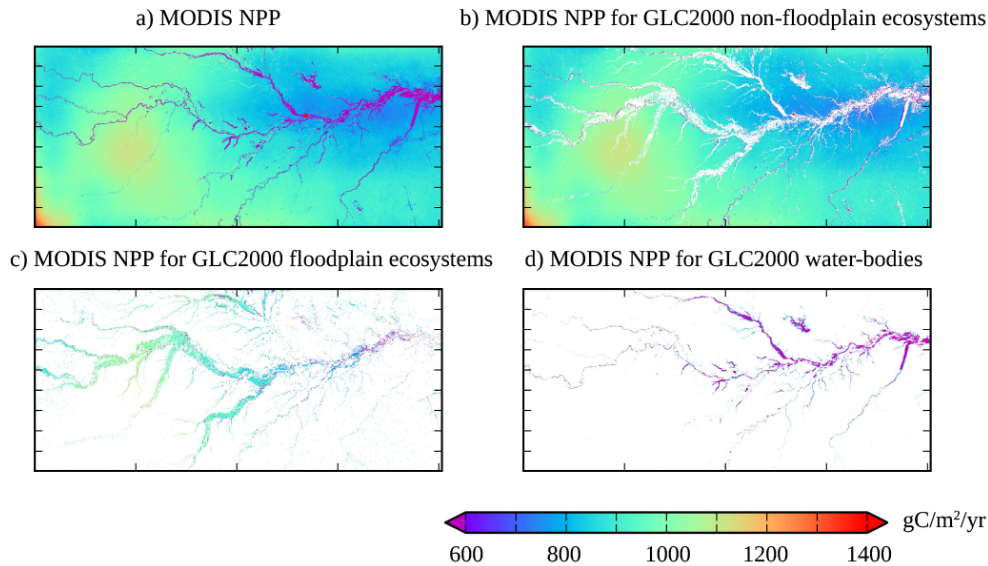 a) MODIS NPP
b) MODIS NPP for GLC2000 non-floodplain ecosystems
c) MODIS NPP for GLC2000 floodplain ecosystems
d) MODIS NPP for GLC2000 water-bodies
gC/m²/yr
600 800 1000 1200 1400